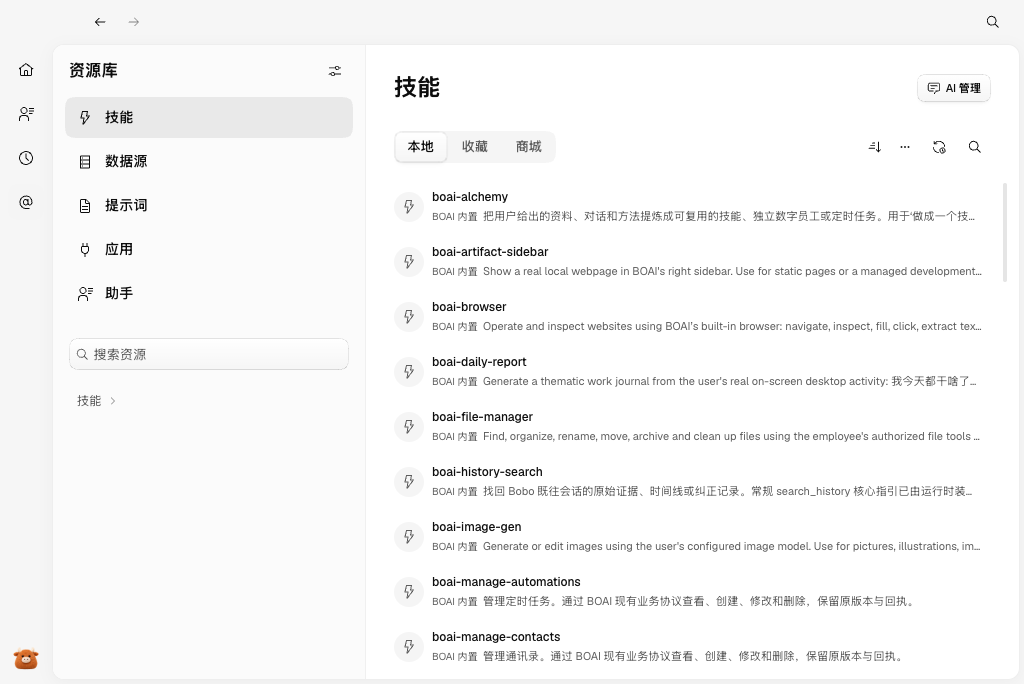 资源库
技能
数据源
提示词
应用
助手
搜索资源
技能
技能
AI 管理
本地
收藏
商城
boai-alchemy
BOAI 内置 把用户给出的资料、对话和方法提炼成可复用的技能、独立数字员工或定时任务。用于‘做成一个技...
boai-artifact-sidebar
BOAI 内置 Show a real local webpage in BOAI's right sidebar. Use for static pages or a managed development...
boai-browser
BOAI 内置 Operate and inspect websites using BOAI's built-in browser: navigate, inspect, fill, click, extract tex...
boai-daily-report
BOAI 内置 Generate a thematic work journal from the user's real on-screen desktop activity: 我今天都干啥了...
boai-file-manager
BOAI 内置 Find, organize, rename, move, archive and clean up files using the employee's authorized file tools ...
boai-history-search
BOAI 内置 找回 Bobo 既往会话的原始证据、时间线或纠正记录。常规 search_history 核心指引已由运行时装...
boai-image-gen
BOAI 内置 Generate or edit images using the user's configured image model. Use for pictures, illustrations, im...
boai-manage-automations
BOAI 内置 管理定时任务。通过 BOAI 现有业务协议查看、创建、修改和删除，保留原版本与回执。
boai-manage-contacts
BOAI 内置 管理通讯录。通过 BOAI 现有业务协议查看、创建、修改和删除，保留原版本与回执。